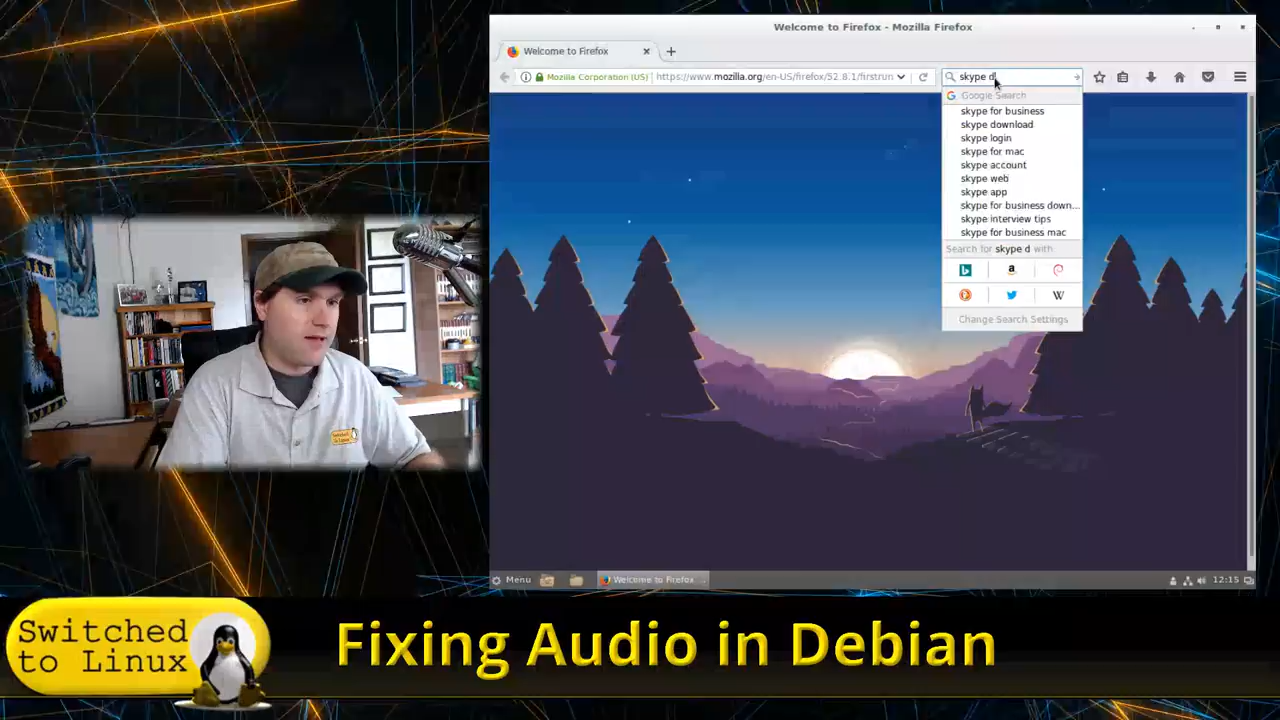 Welcome to Firefox - Mozilla Firefox
Welcome to Firefox
Mozilla Corporation (US)
https://www.mozilla.org/en-US/firefox/52.8.1/firstrun
skype d
Google Search
skype for business
skype download
skype login
skype for mac
skype account
skype web
skype app
skype for business down...
skype interview tips
skype for business mac
Search for skype d with
Change Search Settings
Menu
Welcome to Firefox ...
12:15
Switched
to Linux
Switched
to Linux
Fixing Audio in Debian